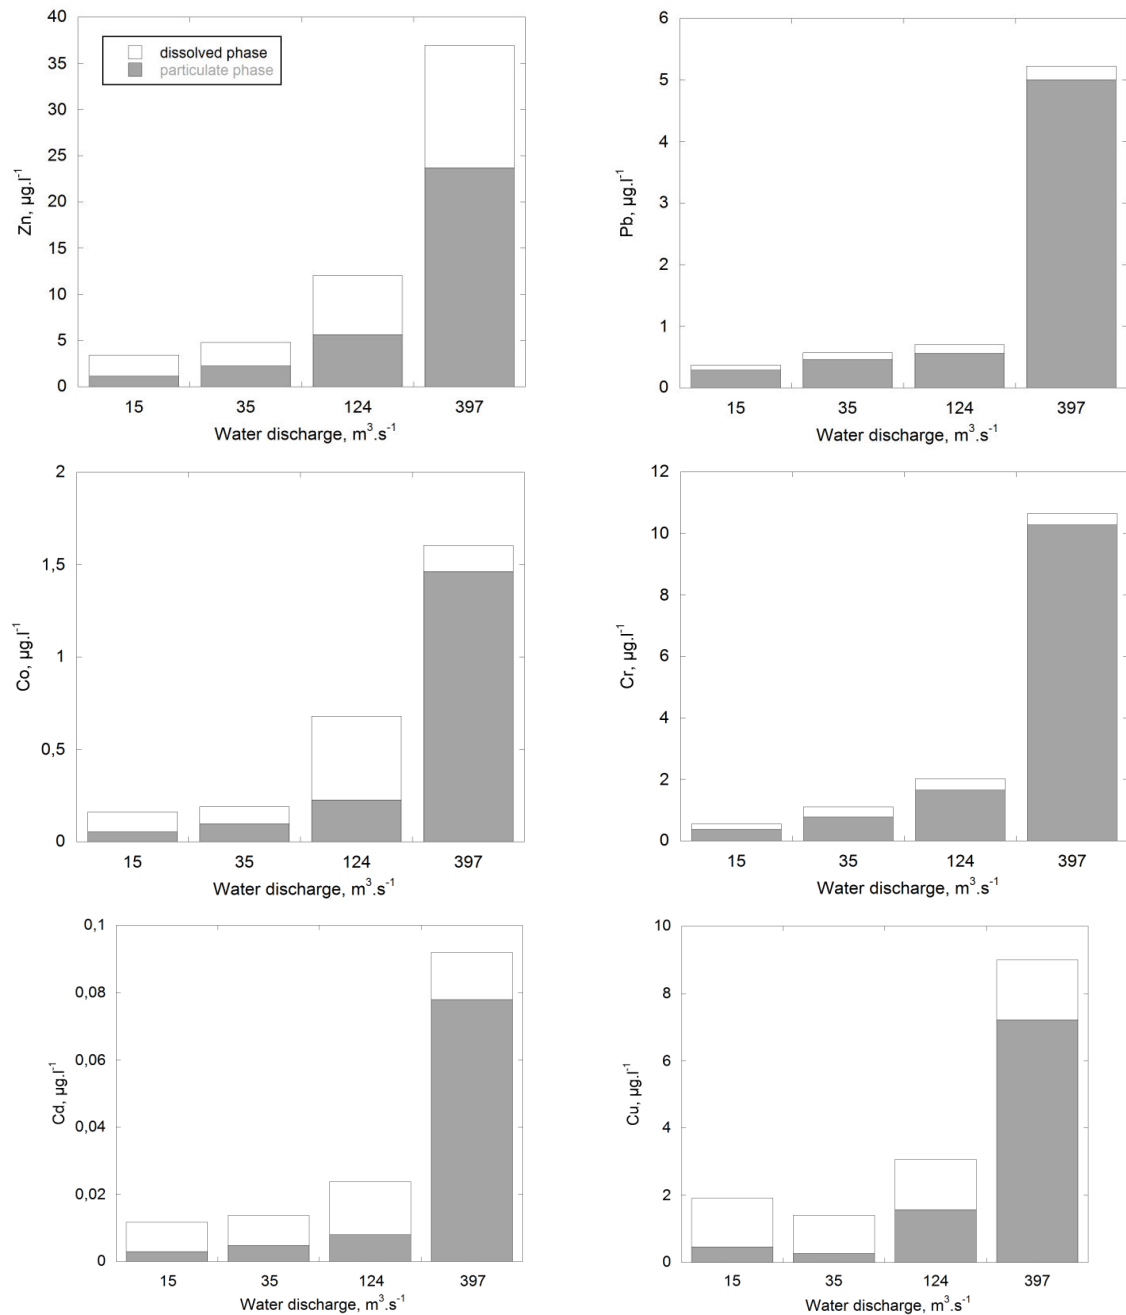 40
35
30
25
20
15
10
5
0
Zn, µg.l⁻¹
dissolved phase
particulate phase
15 35 124 397
Water discharge, m³.s⁻¹
6
5
4
3
2
1
0
Pb, µg.l⁻¹
15 35 124 397
Water discharge, m³.s⁻¹
2
1,5
1
0,5
0
Co, µg.l⁻¹
15 35 124 397
Water discharge, m³.s⁻¹
12
10
8
6
4
2
0
Cr, µg.l⁻¹
15 35 124 397
Water discharge, m³.s⁻¹
0,1
0,08
0,06
0,04
0,02
0
Cd, µg.l⁻¹
15 35 124 397
Water discharge, m³.s⁻¹
10
8
6
4
2
0
Cu, µg.l⁻¹
15 35 124 397
Water discharge, m³.s⁻¹